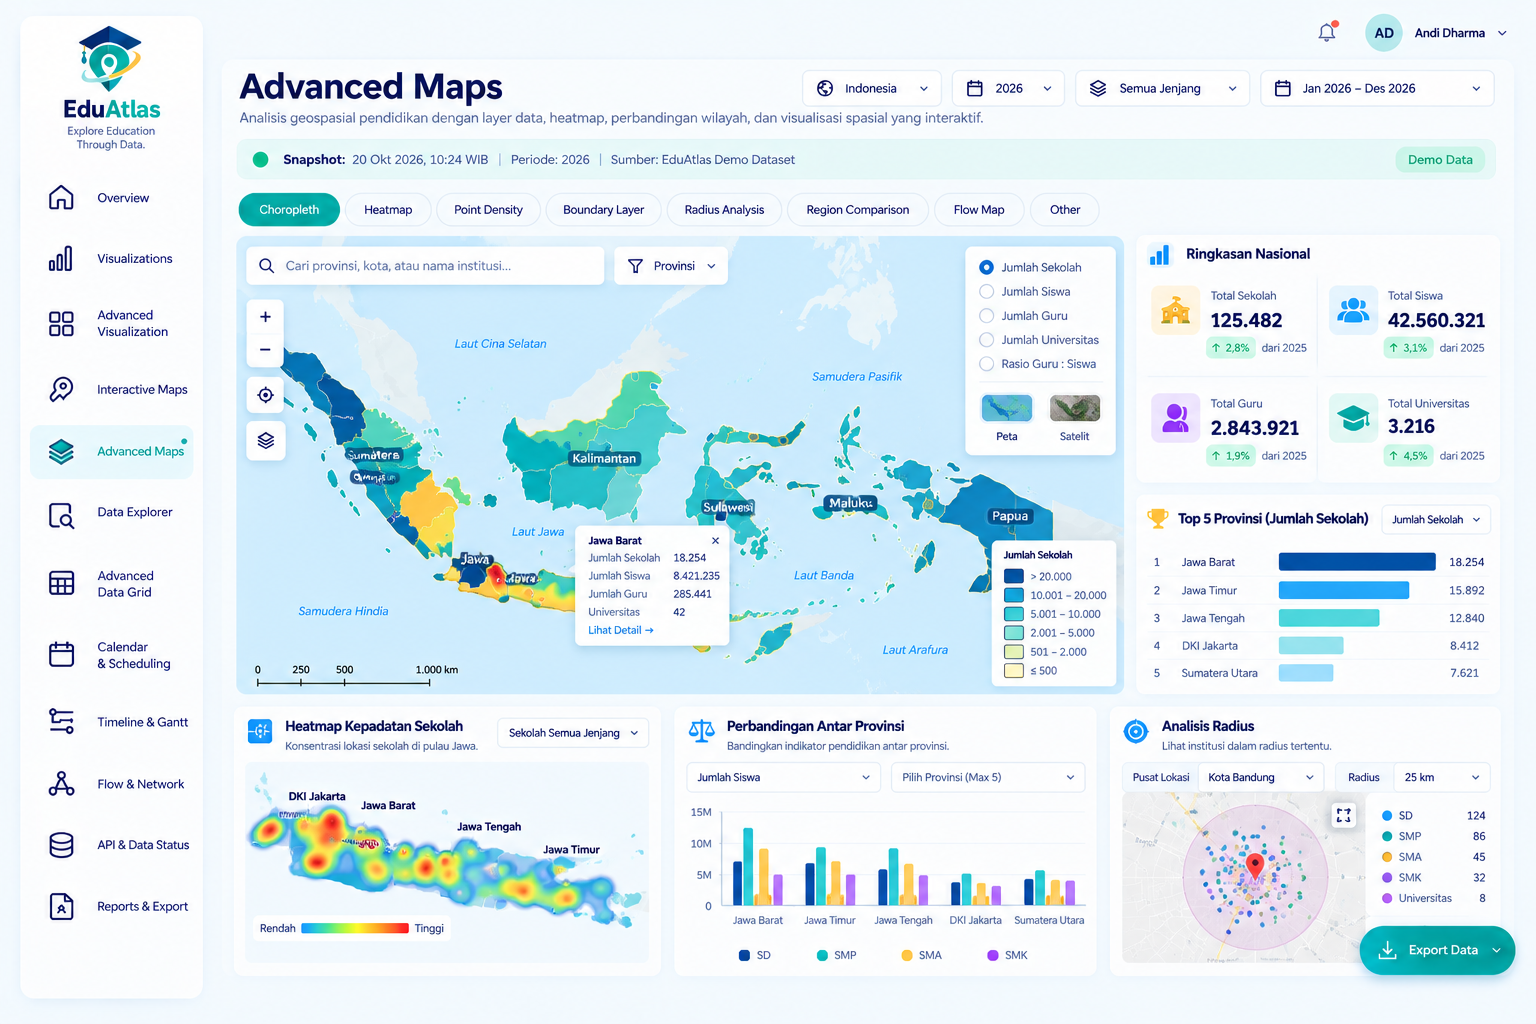 EduAtlas
Explore Education
Through Data.
Overview
Visualizations
Advanced
Visualization
Interactive Maps
Advanced Maps
Data Explorer
Advanced
Data Grid
Calendar
& Scheduling
Timeline & Gantt
Flow & Network
API & Data Status
Reports & Export
AD Andi Dharma
Advanced Maps
Indonesia
2026
Semua Jenjang
Jan 2026 – Des 2026
Analisis geospasial pendidikan dengan layer data, heatmap, perbandingan wilayah, dan visualisasi spasial yang interaktif.
Snapshot: 20 Okt 2026, 10:24 WIB | Periode: 2026 | Sumber: EduAtlas Demo Dataset
Demo Data
Choropleth
Heatmap
Point Density
Boundary Layer
Radius Analysis
Region Comparison
Flow Map
Other
Cari provinsi, kota, atau nama institusi...
Provinsi
+
−
Jumlah Sekolah
Jumlah Siswa
Jumlah Guru
Jumlah Universitas
Rasio Guru : Siswa
Peta Satelit
Laut Cina Selatan
Samudera Pasifik
Sumatera
Kalimantan
Sulawesi
Maluku
Papua
Laut Jawa
Jawa
Jawa
Laut Banda
Samudera Hindia
Laut Arafura
Jawa Barat ×
Jumlah Sekolah 18.254
Jumlah Siswa 8.421.235
Jumlah Guru 285.441
Universitas 42
Lihat Detail →
Jumlah Sekolah
> 20.000
10.001 – 20,000
5.001 – 10.000
2.001 – 5.000
501 – 2.000
≤ 500
0 250 500 1.000 km
Ringkasan Nasional
Total Sekolah
125.482
↑ 2,8% dari 2025
Total Siswa
42.560.321
↑ 3,1% dari 2025
Total Guru
2.843.921
↑ 1,9% dari 2025
Total Universitas
3.216
↑ 4,5% dari 2025
Top 5 Provinsi (Jumlah Sekolah)
Jumlah Sekolah
1 Jawa Barat 18.254
2 Jawa Timur 15.892
3 Jawa Tengah 12.840
4 DKI Jakarta 8.412
5 Sumatera Utara 7.621
Heatmap Kepadatan Sekolah
Konsentrasi lokasi sekolah di pulau Jawa.
Sekolah Semua Jenjang
DKI Jakarta
Jawa Barat
Jawa Tengah
Jawa Timur
Rendah Tinggi
Perbandingan Antar Provinsi
Bandingkan indikator pendidikan antar provinsi.
Jumlah Siswa
Pilih Provinsi (Max 5)
15M
10M
5M
0
Jawa Barat Jawa Timur Jawa Tengah DKI Jakarta Sumatera Utara
SD SMP SMA SMK
Analisis Radius
Lihat institusi dalam radius tertentu.
Pusat Lokasi Kota Bandung
Radius 25 km
SD 124
SMP 86
SMA 45
SMK 32
Universitas 8
Export Data